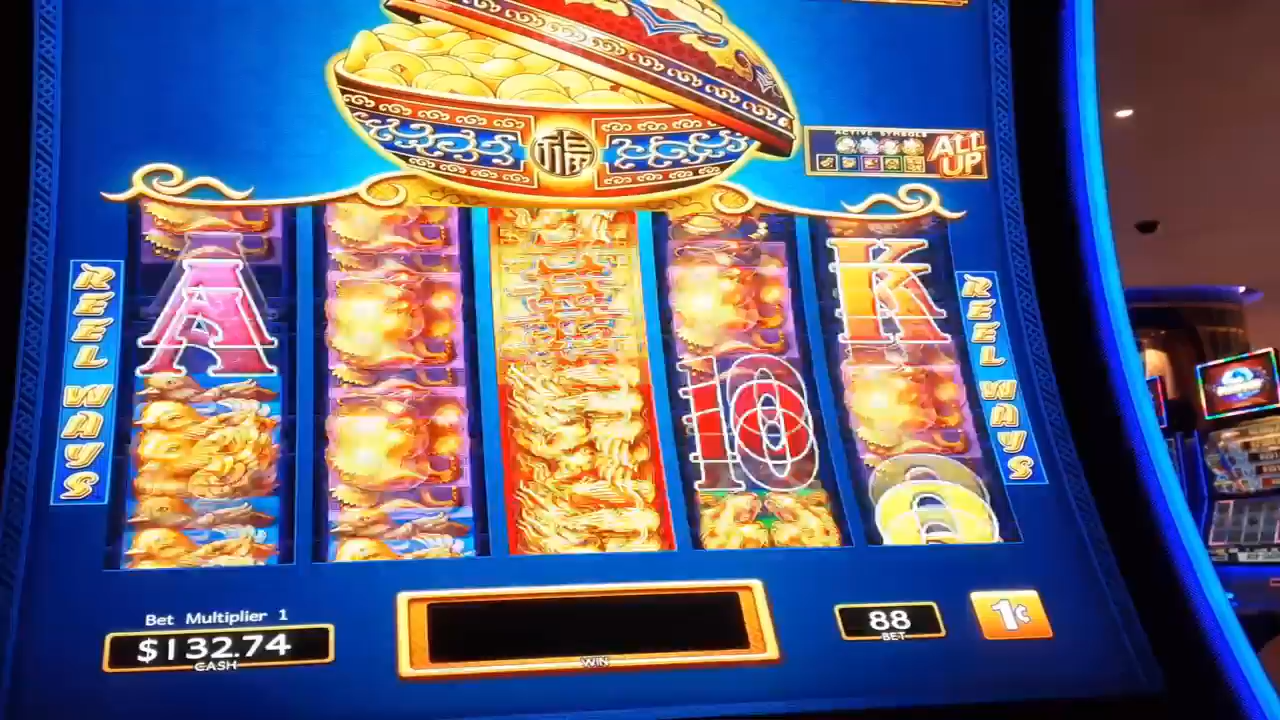 福
ACTIVE SYMBOLS
ALL UP
REEL WAYS
REEL WAYS
A
K
10
Bet Multiplier 1
$132.74
CASH
WIN
88
BET
1¢